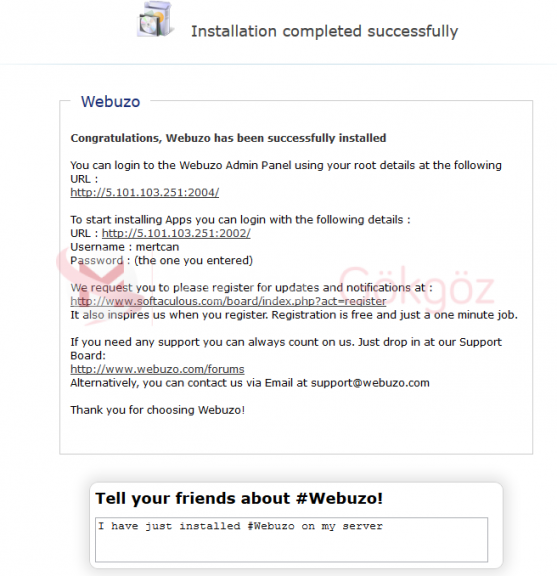 Installation completed successfully
Webuzo
Congratulations, Webuzo has been successfully installed
You can login to the Webuzo Admin Panel using your root details at the following
URL :
http://5.101.103.251:2004/
To start installing Apps you can login with the following details :
URL : http://5.101.103.251:2002/
Username : mertcan
Password : (the one you entered)
Gökgöz
We request you to please register for updates and notifications at :
http://www.softaculous.com/board/index.php?act=register
It also inspires us when you register. Registration is free and just a one minute job.
If you need any support you can always count on us. Just drop in at our Support
Board:
http://www.webuzo.com/forums
Alternatively, you can contact us via Email at support@webuzo.com
Thank you for choosing Webuzo!
Tell your friends about #Webuzo!
I have just installed #Webuzo on my server